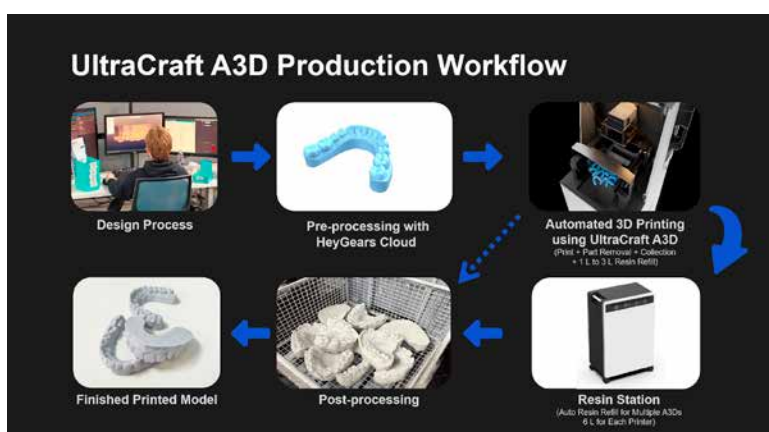 UltraCraft A3D Production Workflow
Design Process
Pre-processing with
HeyGears Cloud
Automated 3D Printing
using UltraCraft A3D
(Print + Part Removal + Collection
+ 1 L to 3 L Resin Refill)
Finished Printed Model
Post-processing
Resin Station
(Auto Resin Refill for Multiple A3Ds
6 L for Each Printer)